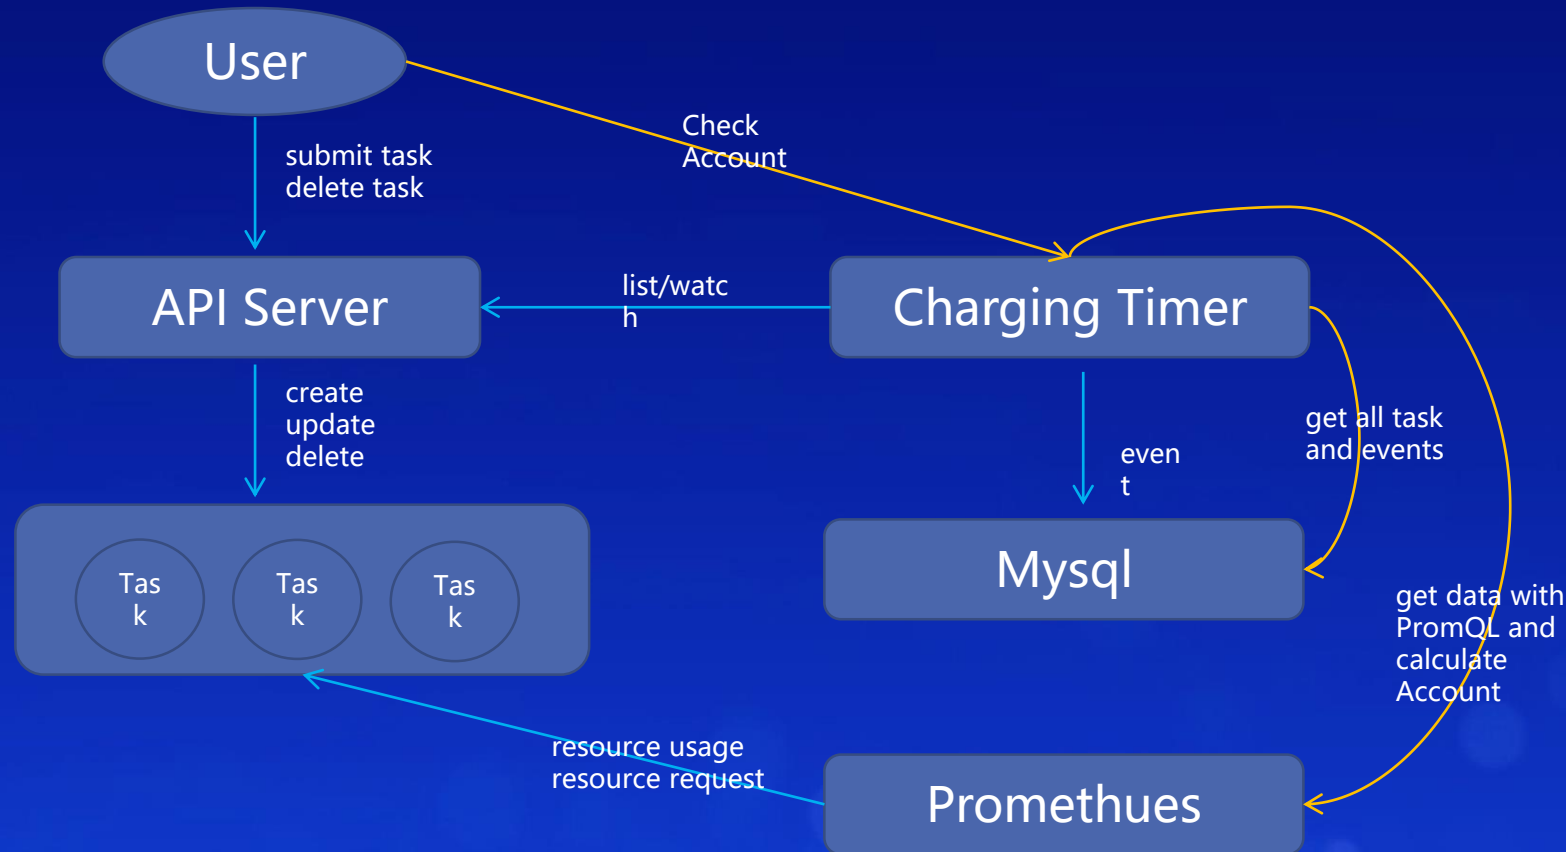 User
Check
Account
submit task
delete task
API Server
list/watc
h
Charging Timer
create
update
delete
get all task
and events
even
t
Tas
k
Tas
k
Tas
k
Mysql
get data with
PromQL and
calculate
Account
resource usage
resource request
Promethues